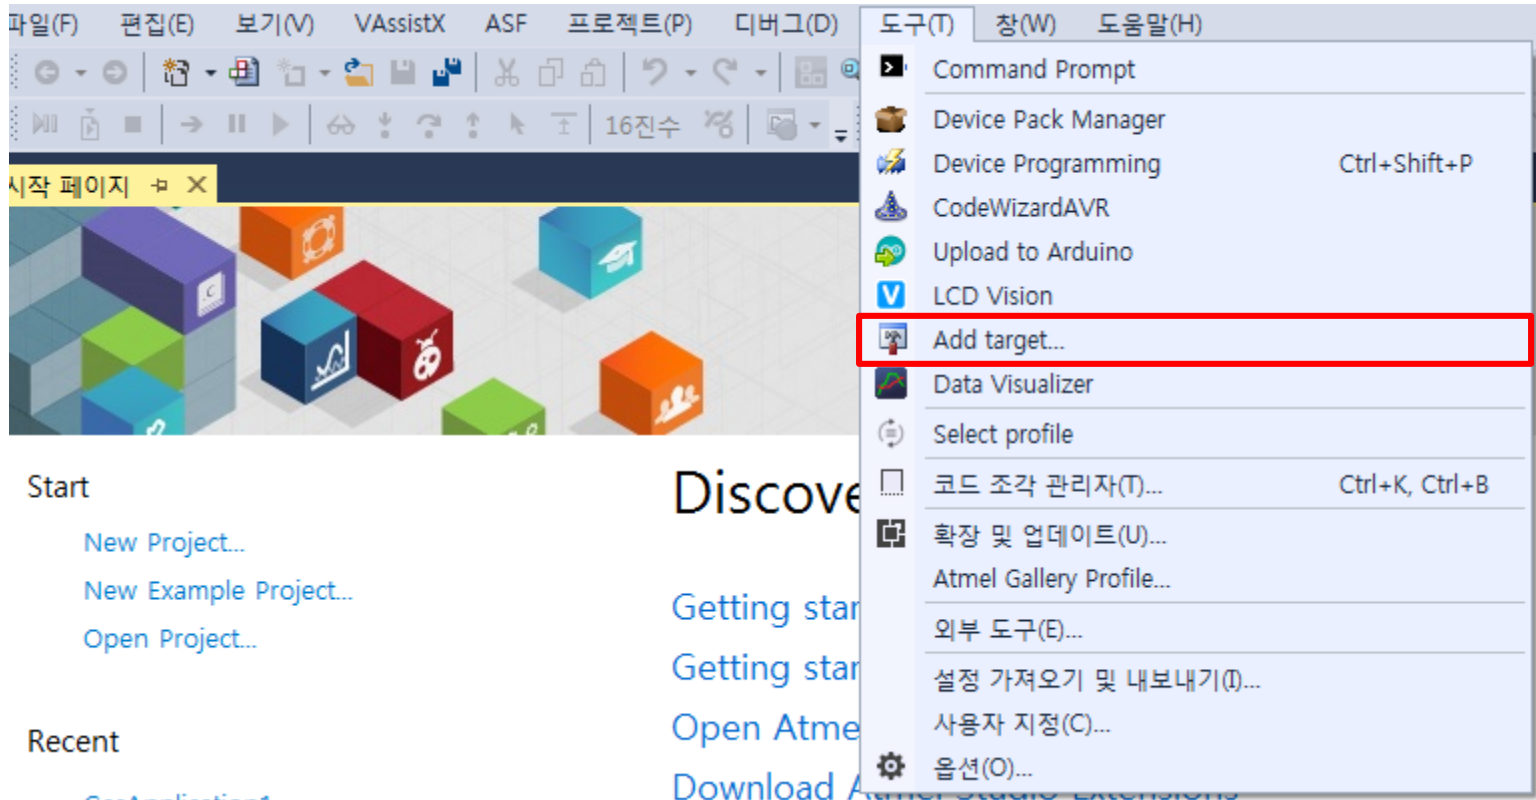 파일(F) 편집(E) 보기(V) VAssistX ASF 프로젝트(P) 디버그(D) 도구(T) 창(W) 도움말(H)
16진수
시작 페이지
Command Prompt
Device Pack Manager
Device Programming Ctrl+Shift+P
CodeWizardAVR
Upload to Arduino
LCD Vision
Add target...
Data Visualizer
Select profile
코드 조각 관리자(T)... Ctrl+K, Ctrl+B
확장 및 업데이트(U)...
Atmel Gallery Profile...
외부 도구(E)...
설정 가져오기 및 내보내기(I)...
사용자 지정(C)...
옵션(O)...
Start
New Project...
New Example Project...
Open Project...
Recent
GccApplication1
Discove
Getting star
Getting star
Open Atme
Download Atmel Studio Extensions